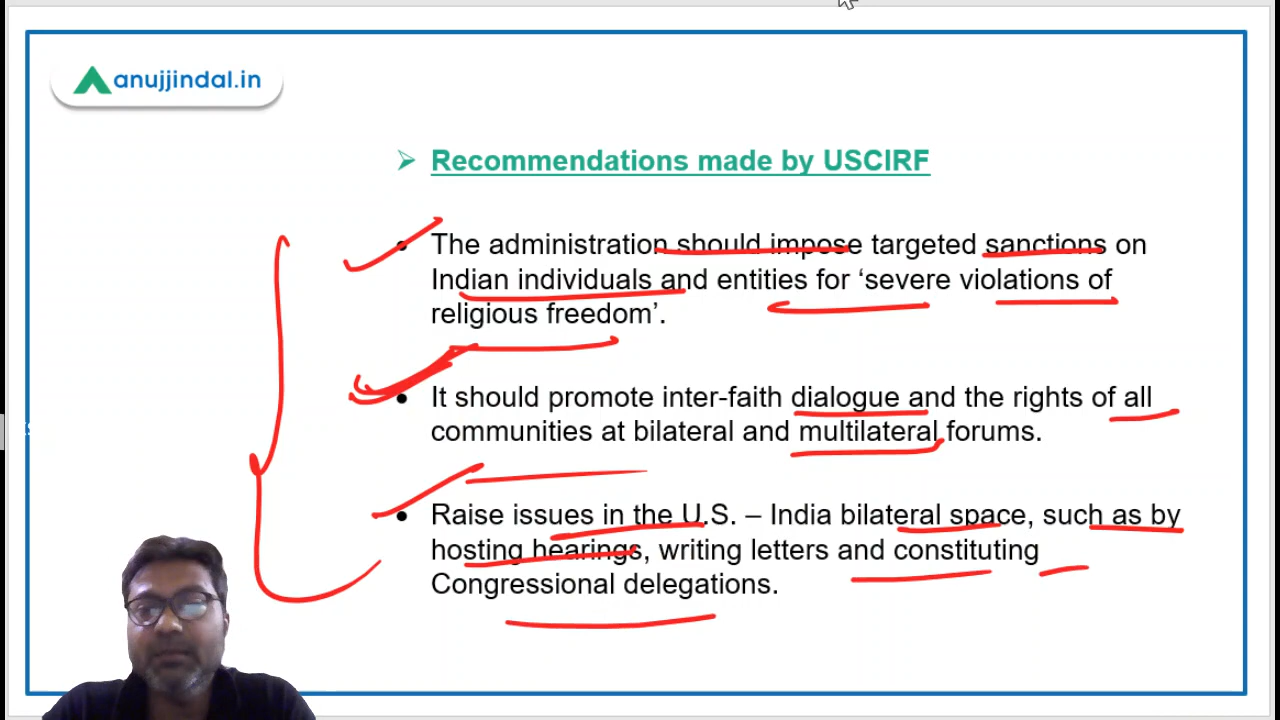 anujjindal.in
Recommendations made by USCIRF
The administration should impose targeted sanctions on
Indian individuals and entities for ‘severe violations of
religious freedom’.
It should promote inter-faith dialogue and the rights of all
communities at bilateral and multilateral forums.
Raise issues in the U.S. – India bilateral space, such as by
hosting hearings, writing letters and constituting
Congressional delegations.